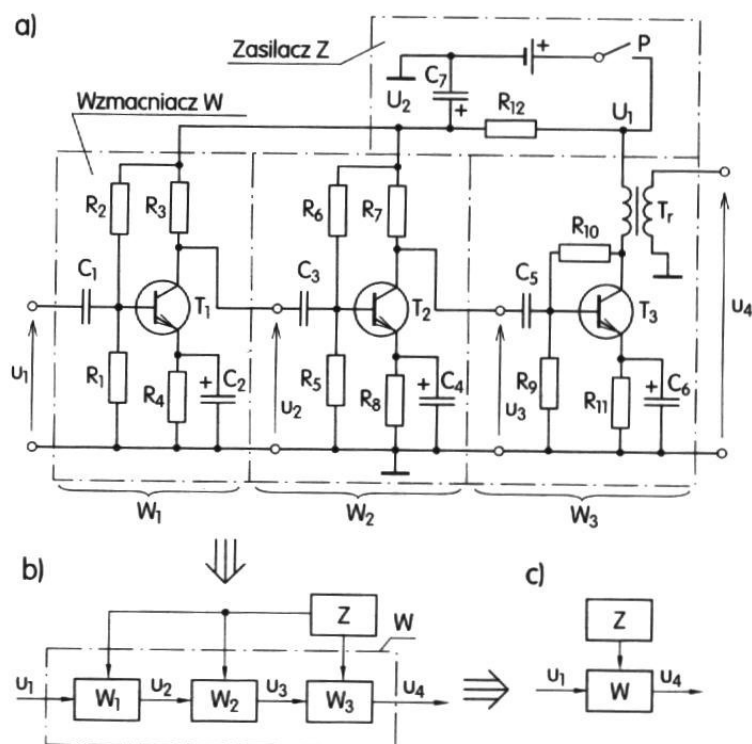 a)
Zasilacz Z
P
+
C7
+
U2
R12
U1
Wzmacniacz W
R2
R3
R6
R7
R10
Tr
C1
T1
C3
T2
C5
T3
u4
u1
R1
R4
+
C2
u2
R5
R8
+
C4
u3
R9
R11
+
C6
W1
W2
W3
b)
c)
Z
W
Z
u1
W1
u2
W2
u3
W3
u4
u1
W
u4